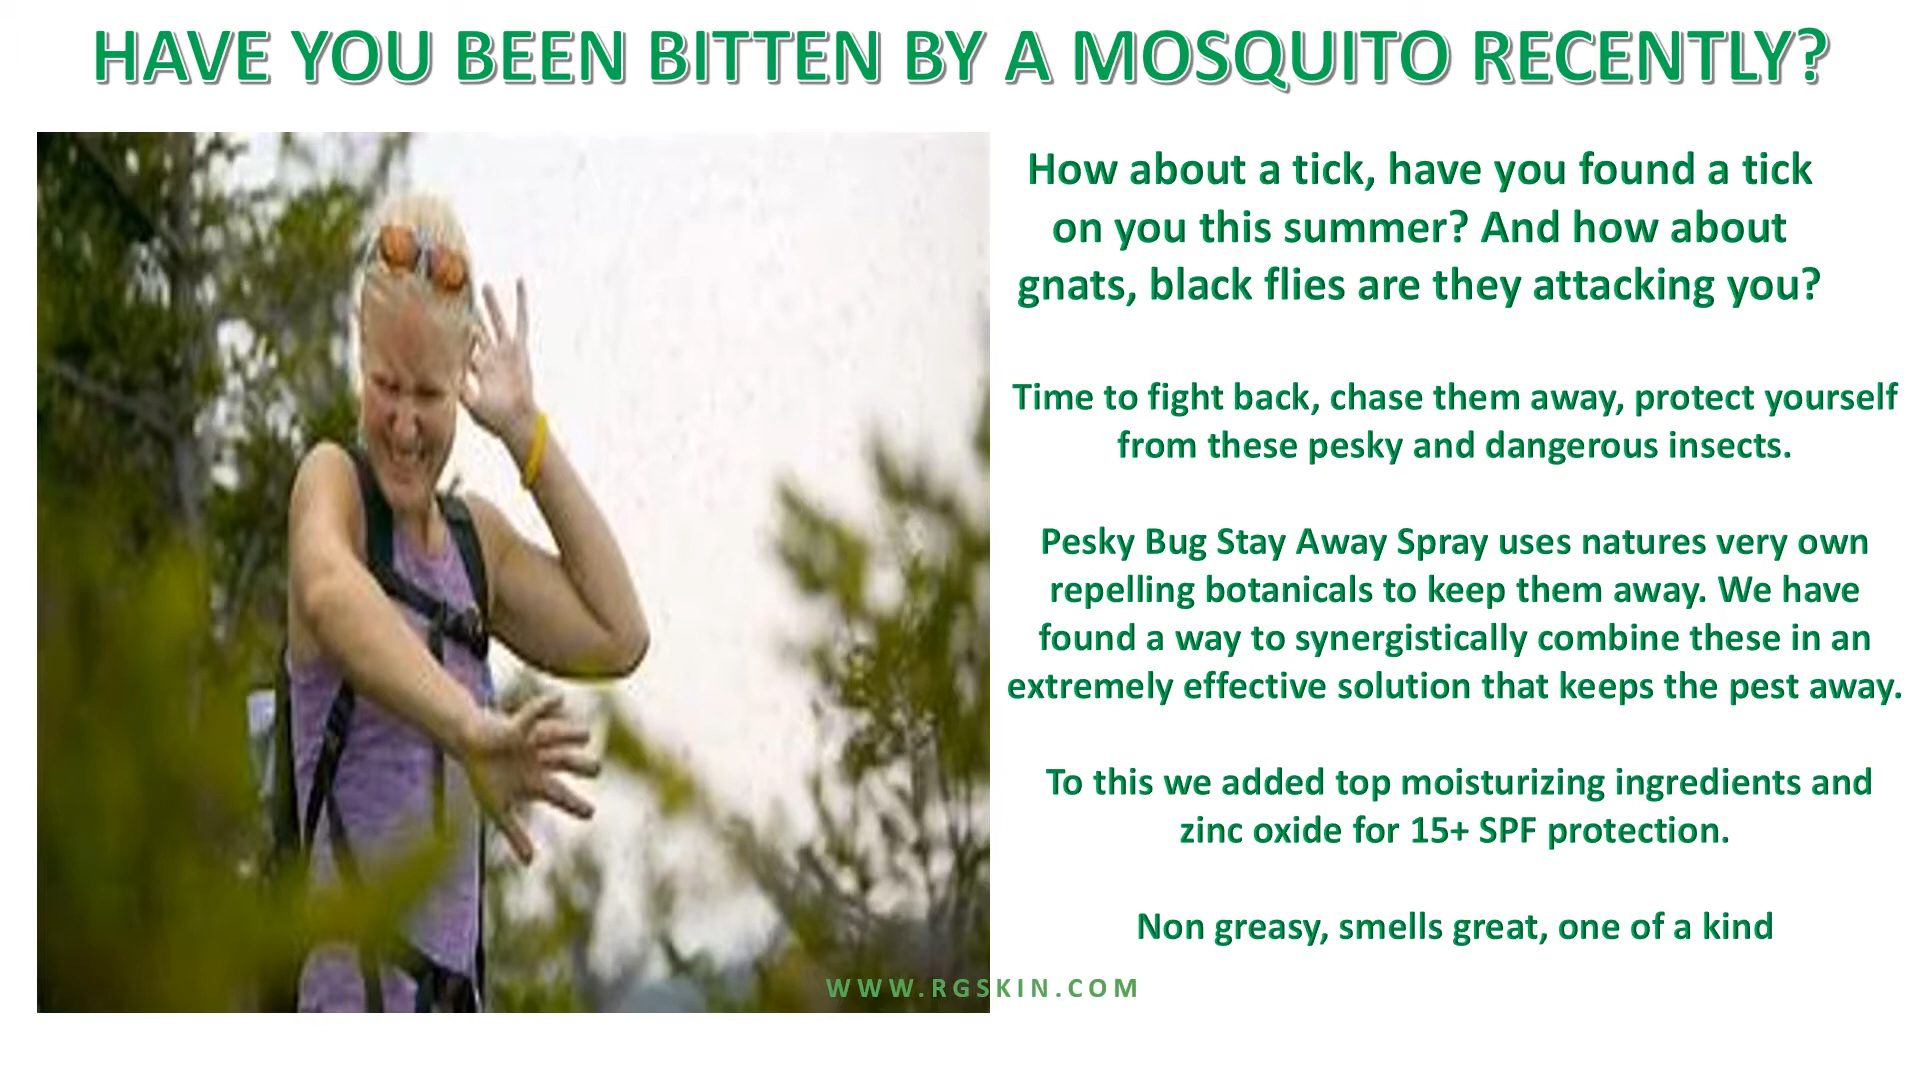 HAVE YOU BEEN BITTEN BY A MOSQUITO RECENTLY?
How about a tick, have you found a tick
on you this summer? And how about
gnats, black flies are they attacking you?
Time to fight back, chase them away, protect yourself
from these pesky and dangerous insects.
Pesky Bug Stay Away Spray uses natures very own
repelling botanicals to keep them away. We have
found a way to synergistically combine these in an
extremely effective solution that keeps the pest away.
To this we added top moisturizing ingredients and
zinc oxide for 15+ SPF protection.
Non greasy, smells great, one of a kind
WWW.RGSKIN.COM